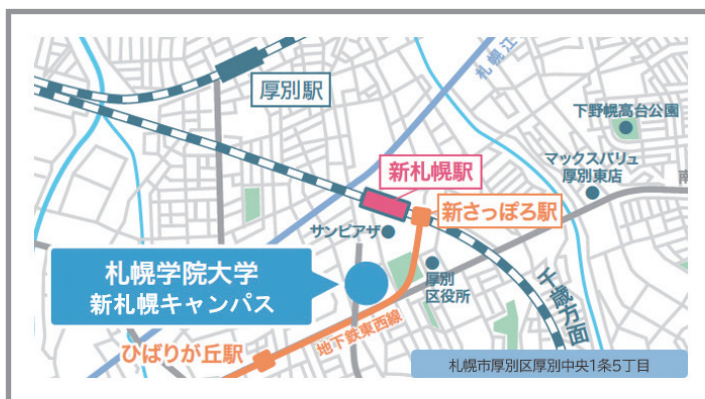 厚別駅
札幌江
下野幌高台公園
マックスバリュ
厚別東店
南
新札幌駅
新さっぽろ駅
サンピアザ
札幌学院大学
新札幌キャンパス
厚別
区役所
千歳方面
ひばりが丘駅
地下鉄東西線
札幌市厚別区厚別中央1条5丁目